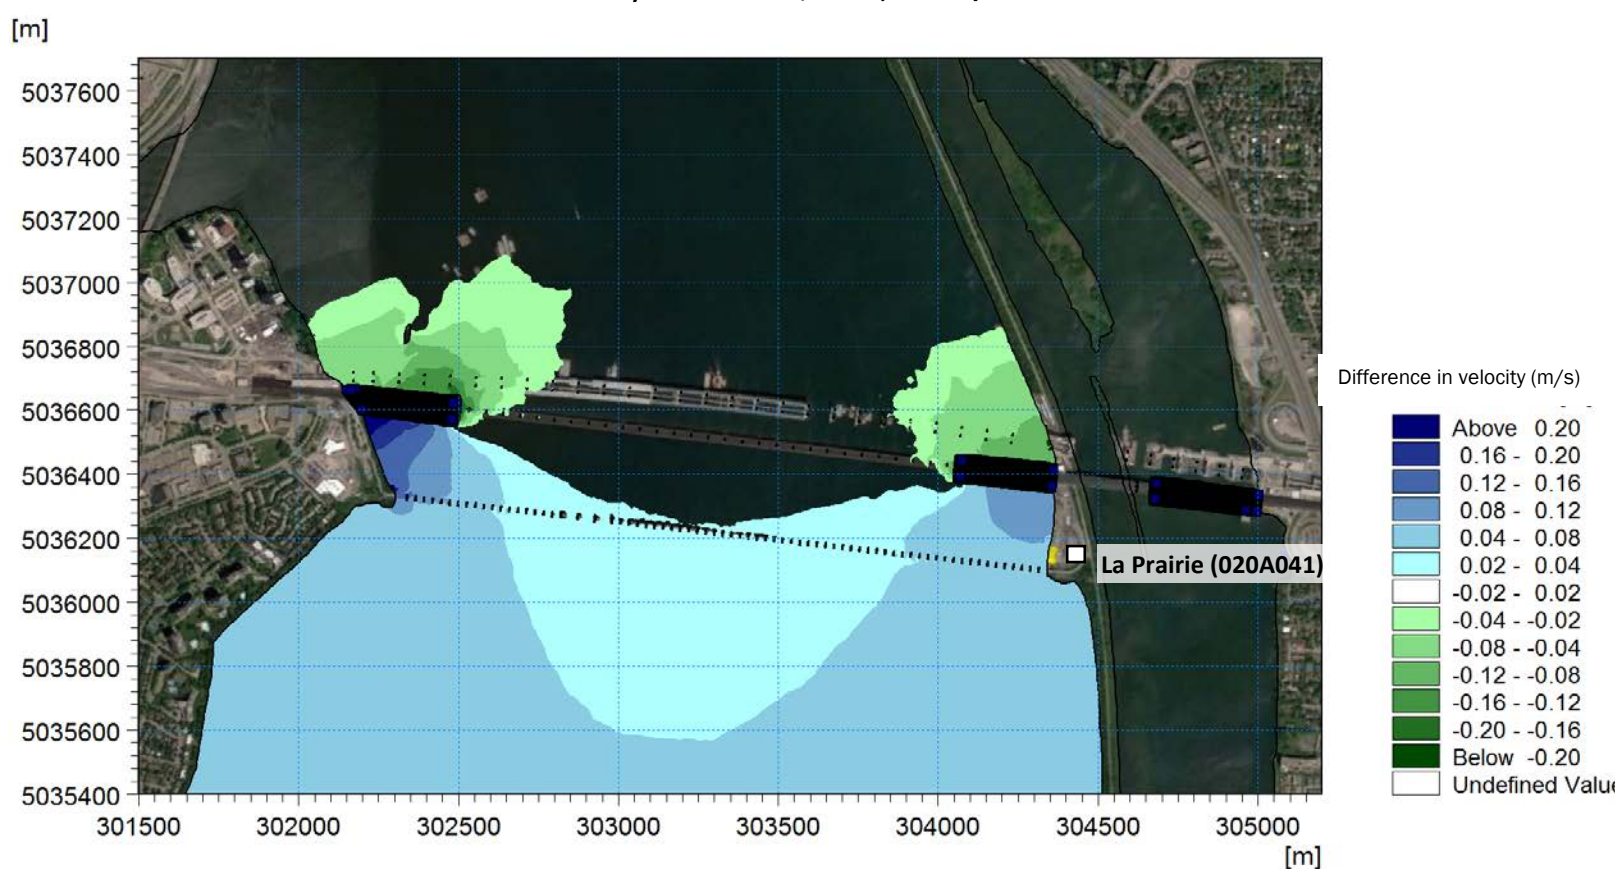 [m]
5037600
5037400
5037200
5037000
5036800
5036600
5036400
5036200
5036000
5035800
5035600
5035400
301500 302000 302500 303000 303500 304000 304500 305000
[m]
La Prairie (020A041)
Difference in velocity (m/s)
Above 0.20
0.16 - 0.20
0.12 - 0.16
0.08 - 0.12
0.04 - 0.08
0.02 - 0.04
-0.02 - 0.02
-0.04 - -0.02
-0.08 - -0.04
-0.12 - -0.08
-0.16 - -0.12
-0.20 - -0.16
Below -0.20
Undefined Value